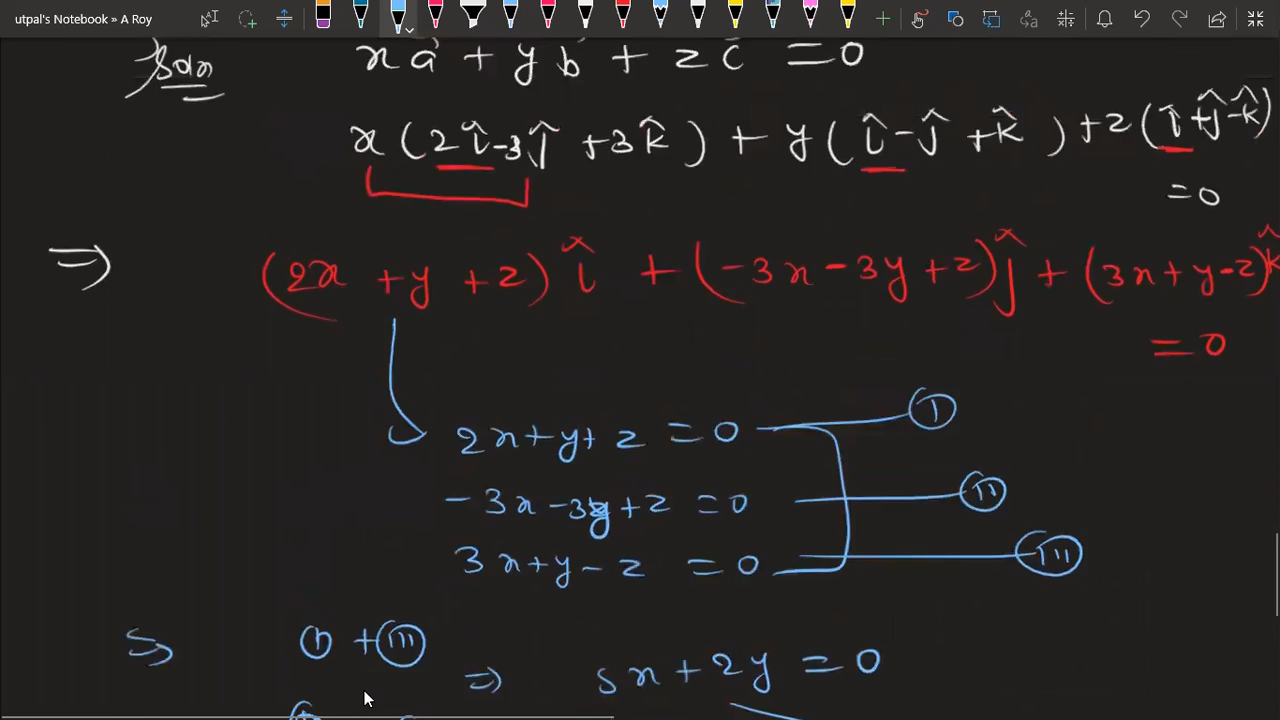 utpal's Notebook » A Roy
Soln xa⃗ + yb⃗ + zc⃗ = 0
x(2î - 3ĵ + 3k̂) + y(î - ĵ + k̂) + z(î + ĵ - k̂)
= 0
⇒ (2x + y + z)î + (-3x - 3y + z)ĵ + (3x + y - z)k̂
= 0
2x + y + z = 0 I
-3x - 3y + z = 0 II
3x + y - z = 0 III
I + III ⇒ 5x + 2y = 0